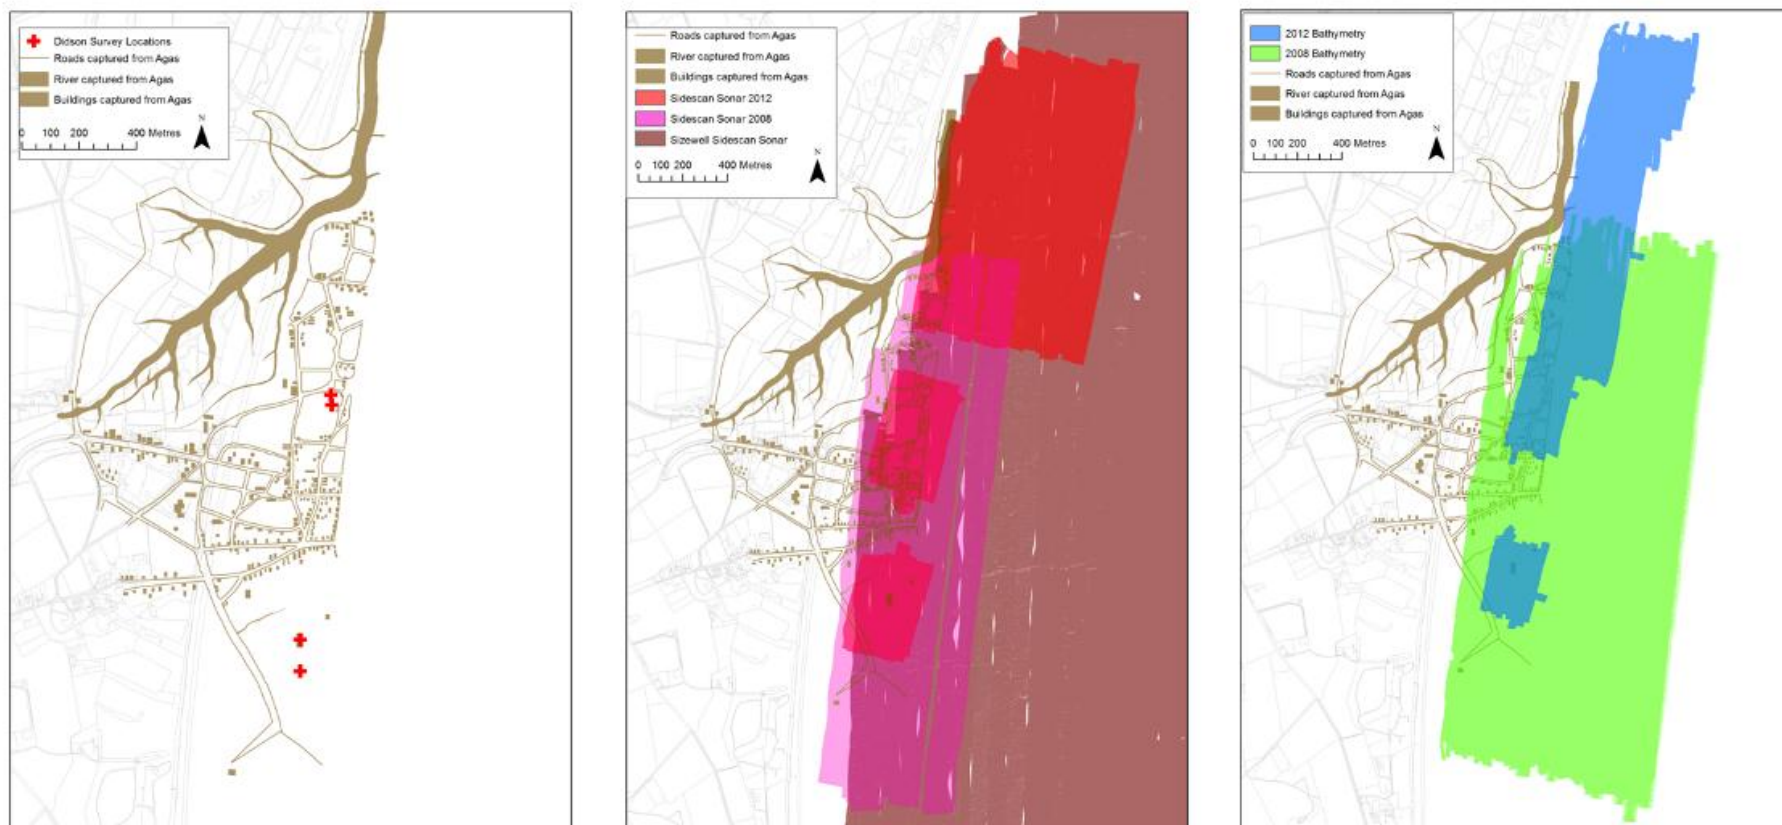 Didson Survey Locations
Roads captured from Agas
River captured from Agas
Buildings captured from Agas
0 100 200 400 Metres
N
Roads captured from Agas
River captured from Agas
Buildings captured from Agas
Sidescan Sonar 2012
Sidescan Sonar 2008
Sizewell Sidescan Sonar
0 100 200 400 Metres
N
2012 Bathymetry
2008 Bathymetry
Roads captured from Agas
River captured from Agas
Buildings captured from Agas
0 100 200 400 Metres
N